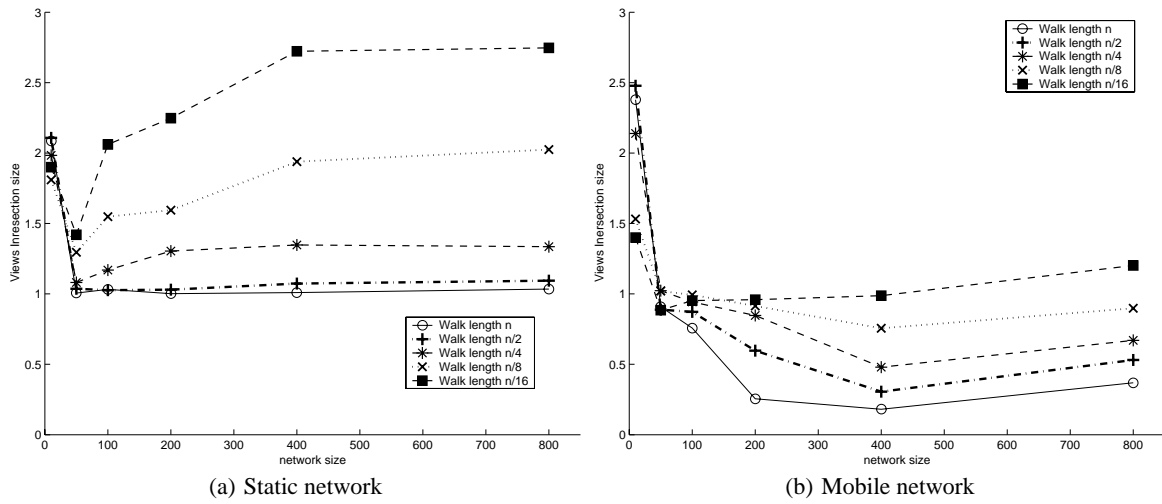 3
2.5
2
1.5
1
0.5
0
Views Inresection size
0 100 200 300 400 500 600 700 800
network size
Walk length n
Walk length n/2
Walk length n/4
Walk length n/8
Walk length n/16
(a) Static network
3
2.5
2
1.5
1
0.5
0
Views Inersection size
0 100 200 300 400 500 600 700 800
network size
Walk length n
Walk length n/2
Walk length n/4
Walk length n/8
Walk length n/16
(b) Mobile network